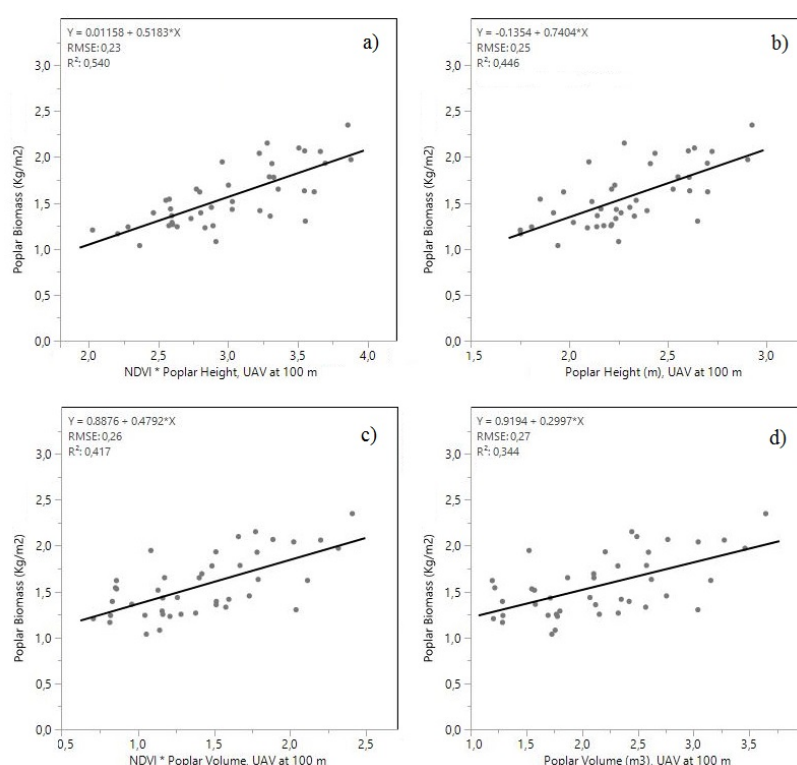 Y = 0.01158 + 0.5183*X
RMSE: 0,23
R²: 0,540
a)
3,0
2,5
2,0
1,5
1,0
0,5
0,0
Poplar Biomass (Kg/m2)
2,0 2,5 3,0 3,5 4,0
NDVI * Poplar Height, UAV at 100 m
Y = -0.1354 + 0.7404*X
RMSE: 0,25
R²: 0,446
b)
3,0
2,5
2,0
1,5
1,0
0,5
0,0
Poplar Biomass (Kg/m2)
1,5 2,0 2,5 3,0
Poplar Height (m), UAV at 100 m
Y = 0.8876 + 0.4792*X
RMSE: 0,26
R²: 0,417
c)
3,0
2,5
2,0
1,5
1,0
0,5
0,0
Poplar Biomass (Kg/m2)
0,5 1,0 1,5 2,0 2,5
NDVI * Poplar Volume, UAV at 100 m
Y = 0.9194 + 0.2997*X
RMSE: 0,27
R²: 0,344
d)
3,0
2,5
2,0
1,5
1,0
0,5
0,0
Poplar Biomass (Kg/m2)
1,0 1,5 2,0 2,5 3,0 3,5
Poplar Volume (m3), UAV at 100 m